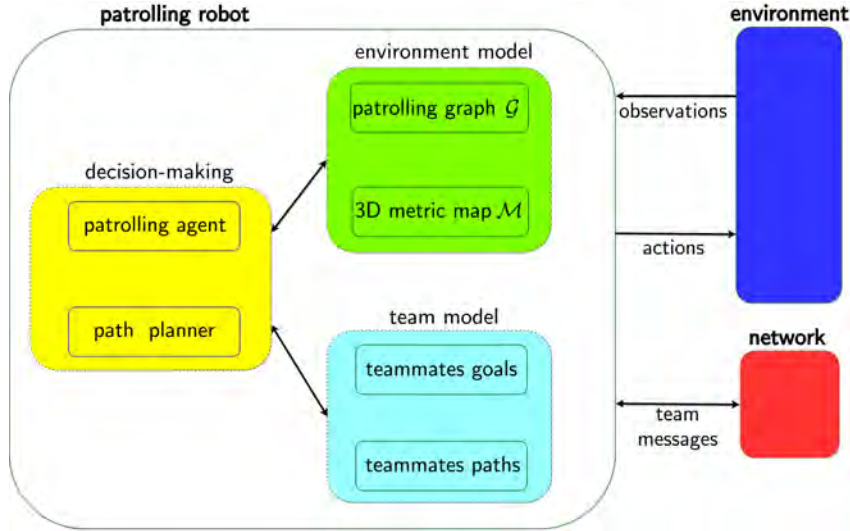 patrolling robot
environment
environment model
patrolling graph 𝒢
observations
decision-making
patrolling agent
3D metric map ℳ
actions
path planner
team model
network
teammates goals
team
messages
teammates paths